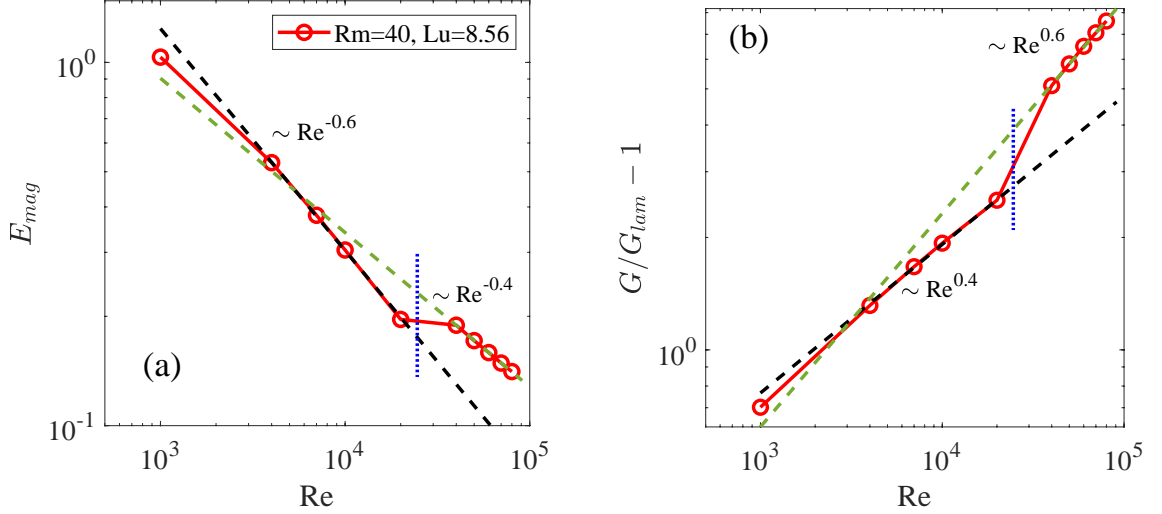 (a)
Rm=40, Lu=8.56
10^0
10^-1
E_mag
~ Re^-0.6
~ Re^-0.4
10^3
10^4
10^5
Re
(b)
~ Re^0.6
~ Re^0.4
10^0
G/G_lam − 1
10^3
10^4
10^5
Re